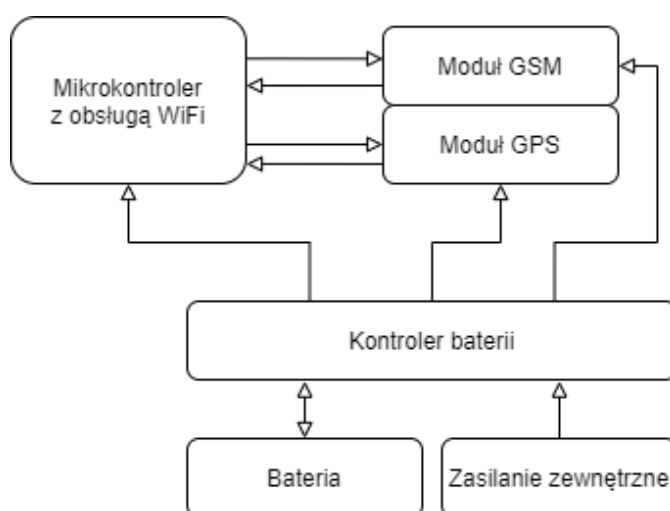 Mikrokontroler
z obsługą WiFi
Moduł GSM
Moduł GPS
Kontroler baterii
Bateria
Zasilanie zewnętrzne